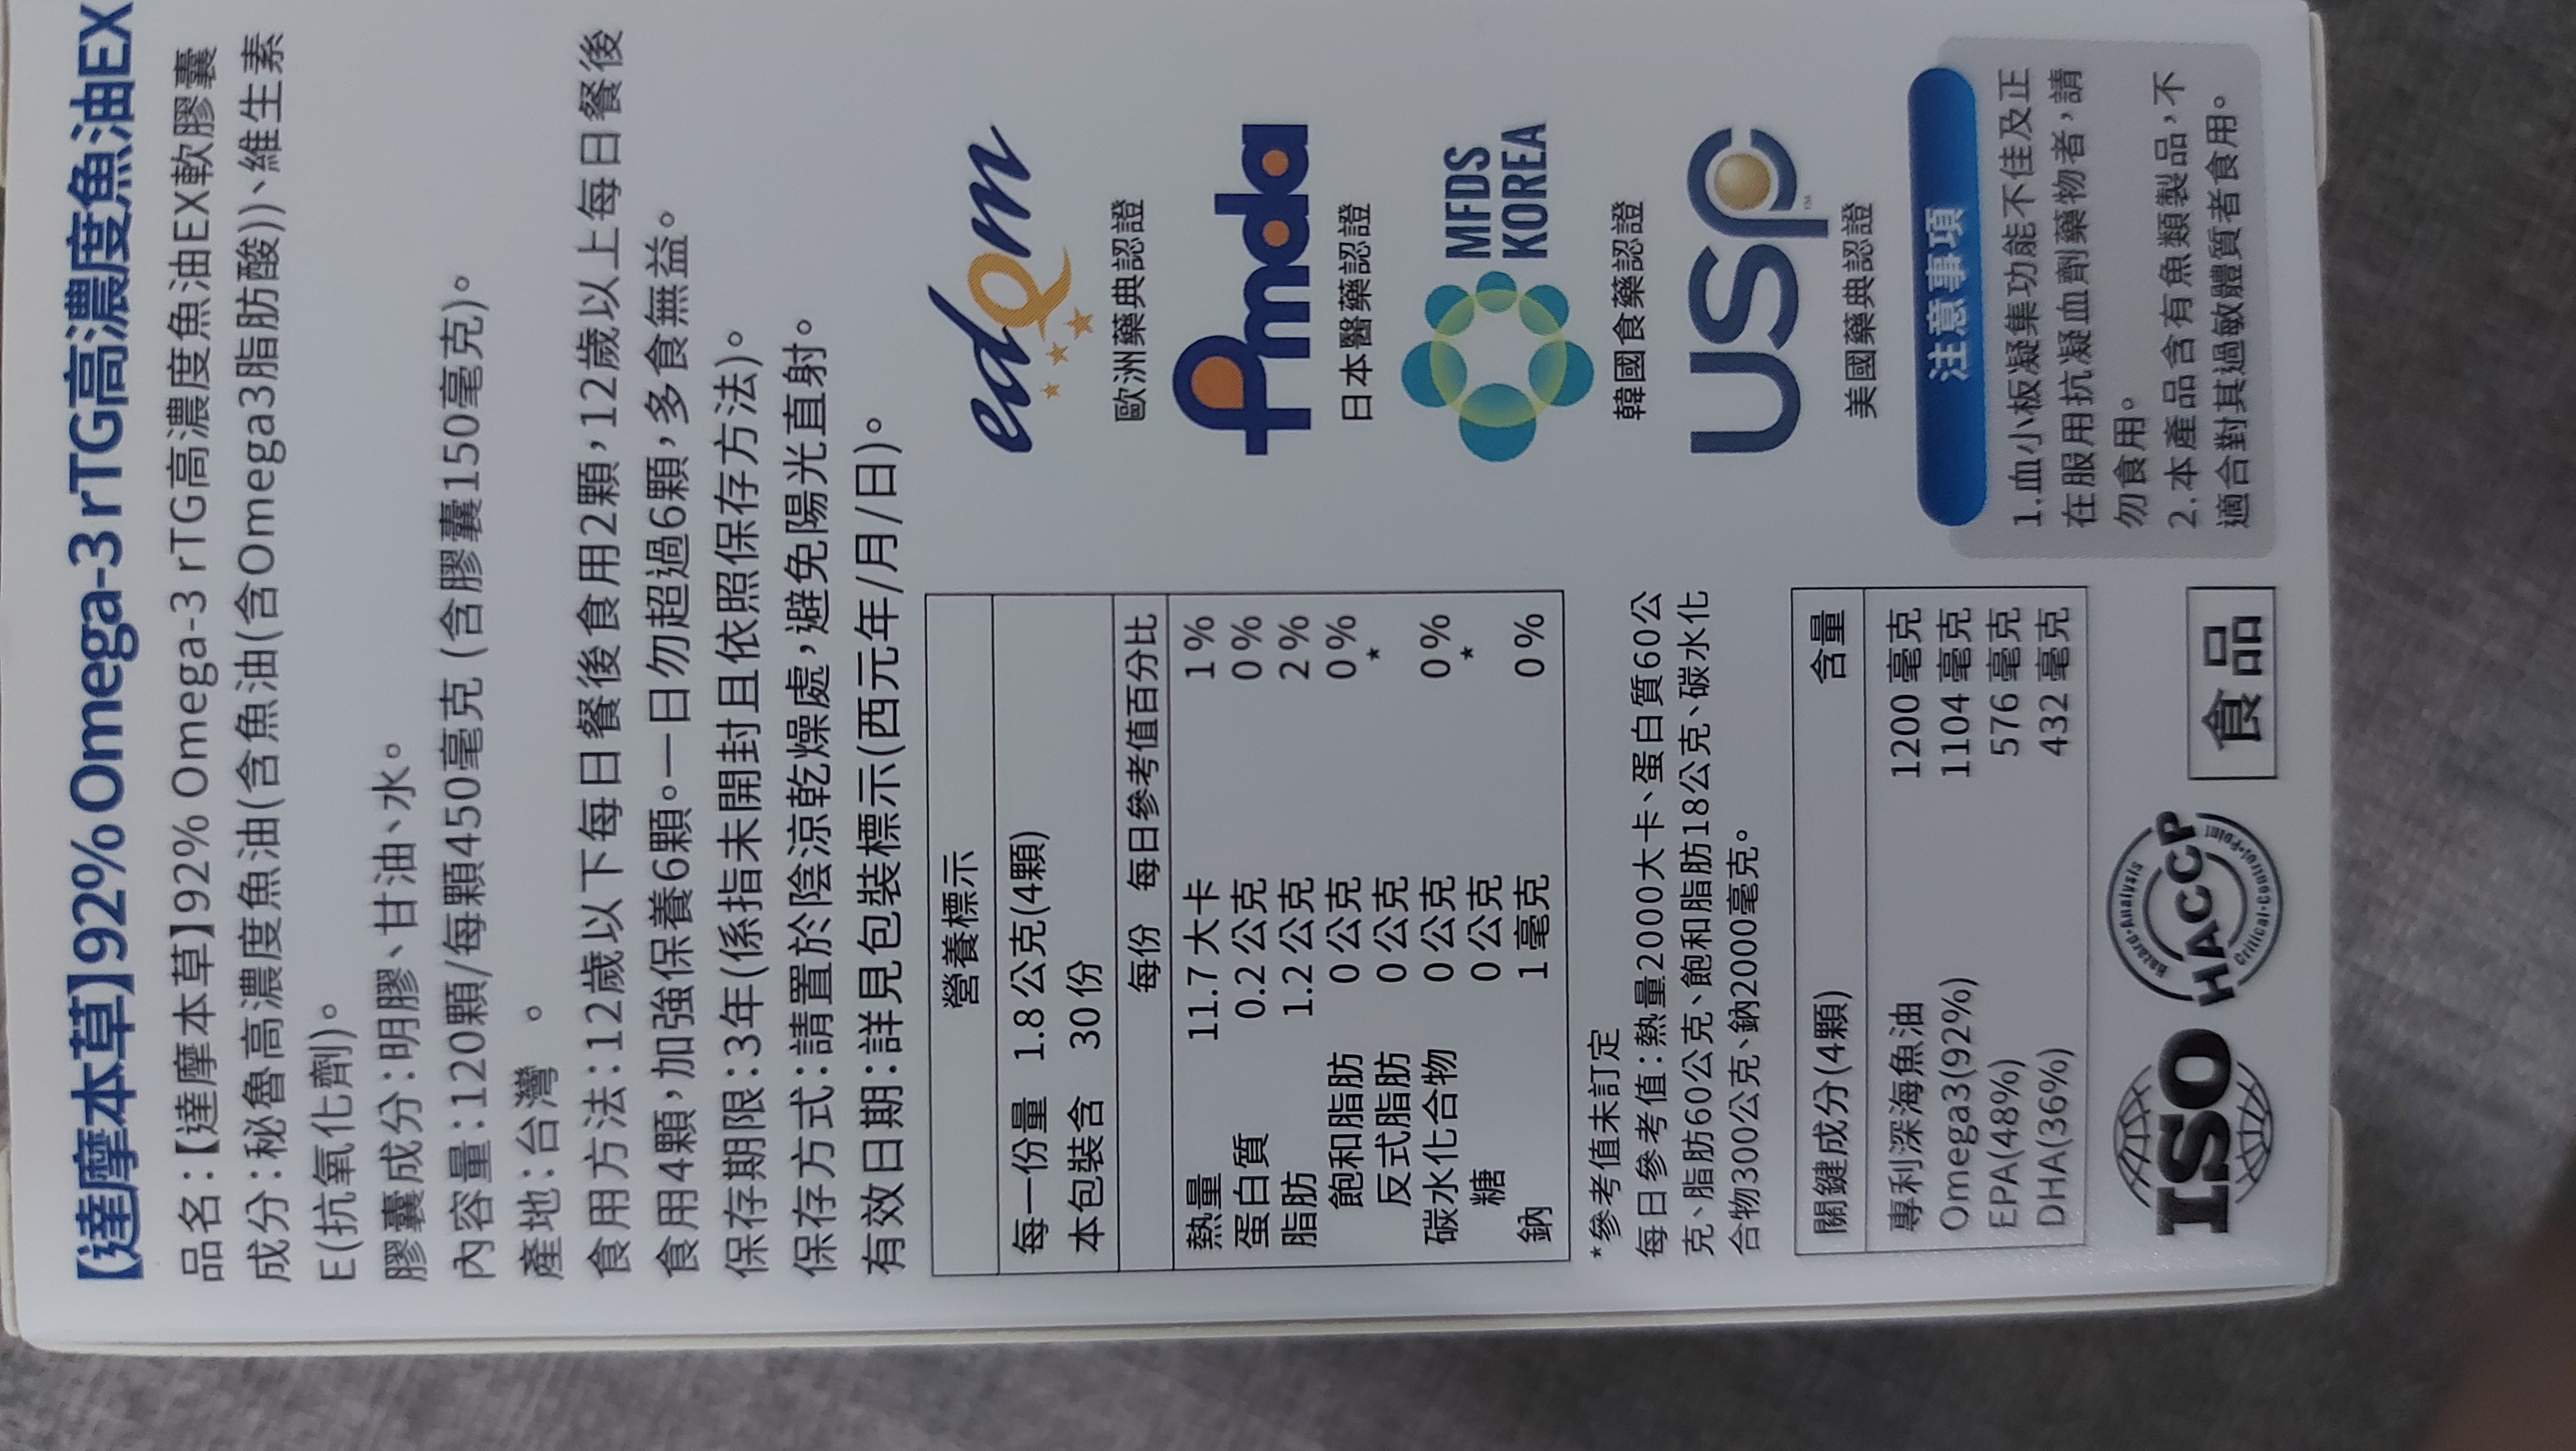 【達摩本草】92% Omega-3 rTG高濃度魚油EX
品名：【達摩本草】92% Omega-3 rTG高濃度魚油EX軟膠囊
成分：秘魯高濃度魚油(含魚油(含Omega3脂肪酸))、維生素
E(抗氧化劑)。
膠囊成分：明膠、甘油、水。
內容量：120顆/每顆450毫克 (含膠囊150毫克)。
產地：台灣 。
食用方法：12歲以下每日餐後食用2顆，12歲以上每日餐後
食用4顆，加強保養6顆。一日勿超過6顆，多食無益。
保存期限：3年(係指未開封且依照保存方法)。
保存方式：請置於陰涼乾燥處，避免陽光直射。
有效日期：詳見包裝標示(西元年/月/日)。
營養標示
每一份量 1.8公克(4顆)
本包裝含 30份
每份 每日參考值百分比
熱量 11.7大卡 1%
蛋白質 0.2公克 0%
脂肪 1.2公克 2%
飽和脂肪 0公克 0%
反式脂肪 0公克 *
碳水化合物 0公克 0%
糖 0公克 *
鈉 1毫克 0%
*參考值未訂定
每日參考值：熱量2000大卡、蛋白質60公
克、脂肪60公克、飽和脂肪18公克、碳水化
合物300公克、鈉2000毫克。
關鍵成分(4顆) 含量
專利深海魚油 1200 毫克
Omega3(92%) 1104 毫克
EPA(48%) 576 毫克
DHA(36%) 432 毫克
ISO
Hazard·Analysis
HACCP
Critical·Control·Point
食品
edQm
歐洲藥典認證
Pmda
日本醫藥認證
MFDS
KOREA
韓國食藥認證
USP
美國藥典認證
注意事項
1.血小板凝集功能不佳及正
在服用抗凝血劑藥物者，請
勿食用。
2.本產品含有魚類製品，不
適合對其過敏體質者食用。